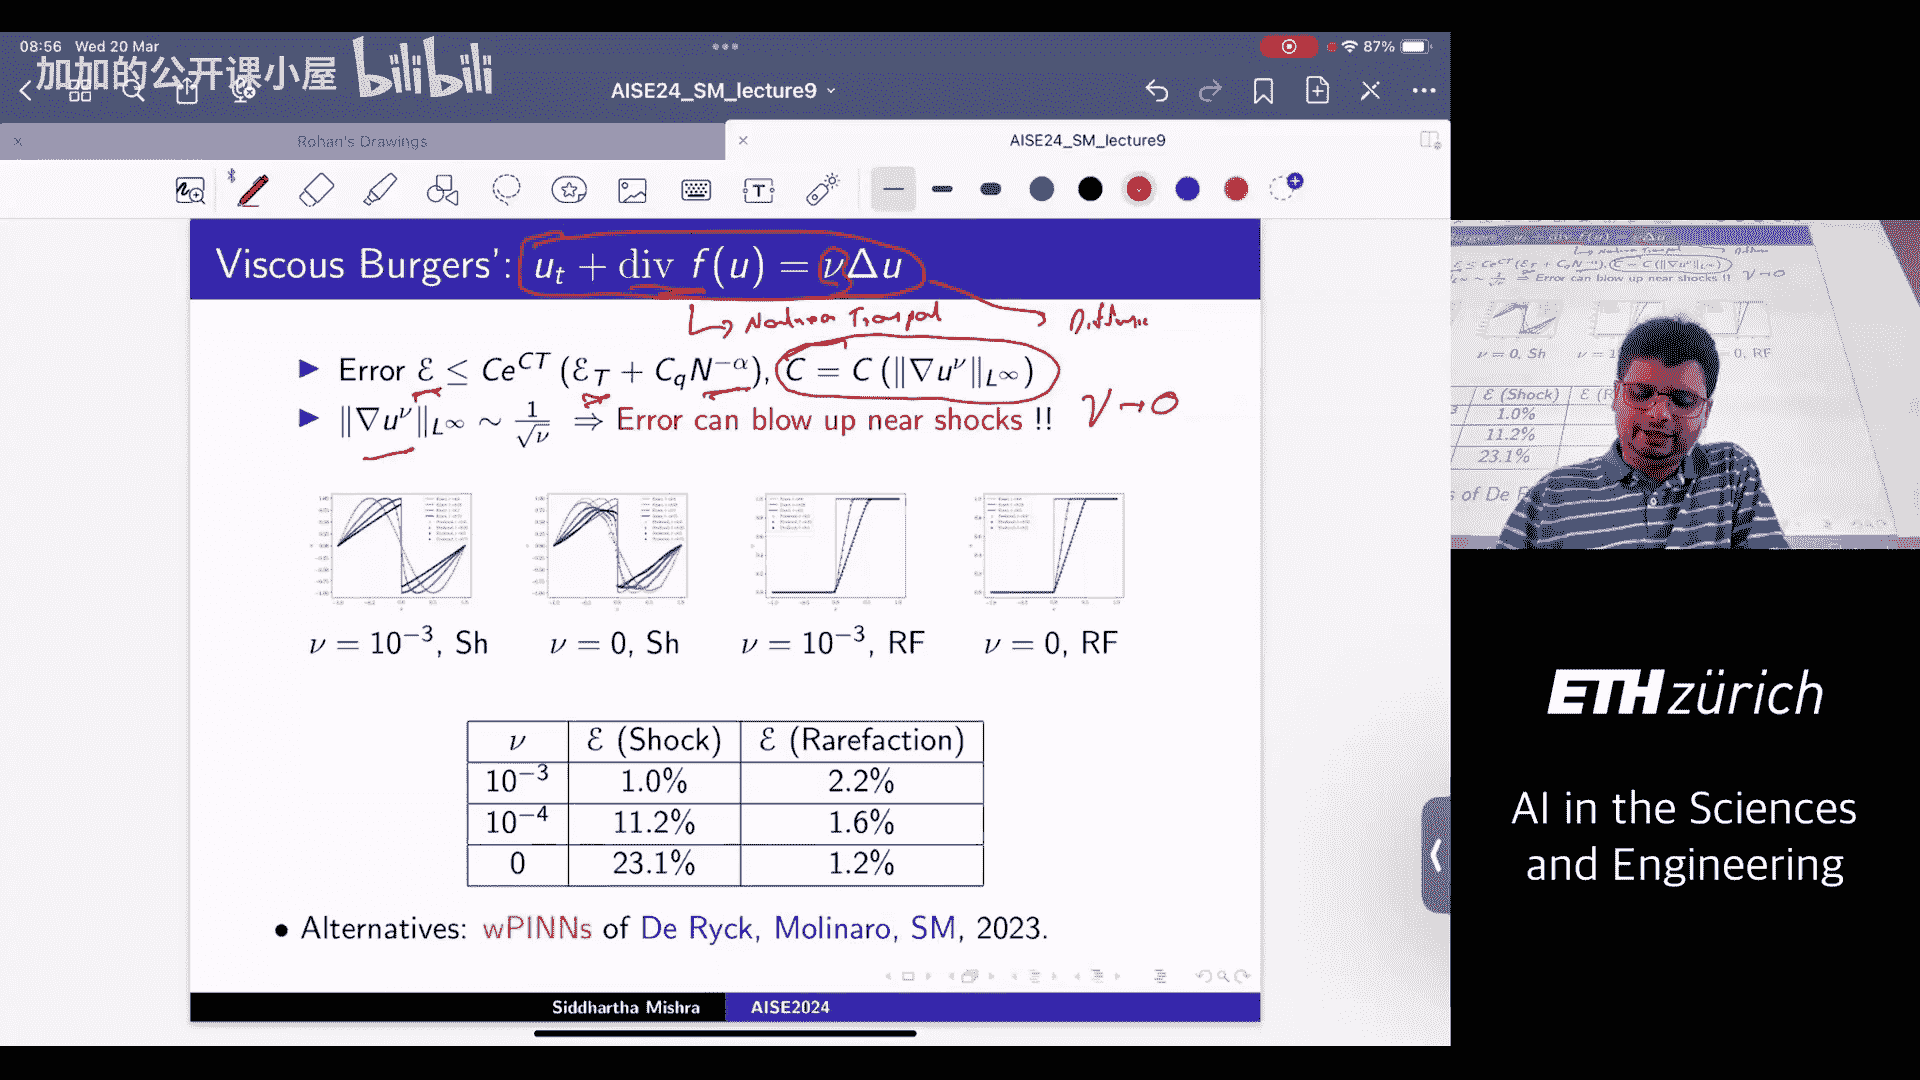 08:56 Wed 20 Mar
87%
加加的公开课小屋 bilibili
AISE24_SM_lecture9
Rohan's Drawings
AISE24_SM_lecture9
Viscous Burgers': u_t + div f(u) = νΔu
Error ℰ ≤ Ce^{CT} (ℰ_T + C_q N^{−α}), C = C (‖∇u^ν‖_{L^∞})
‖∇u^ν‖_{L^∞} ∼ 1/√ν ⇒ Error can blow up near shocks !!
ν → 0
ν = 10^{−3}, Sh
ν = 0, Sh
ν = 10^{−3}, RF
ν = 0, RF
ν ℰ (Shock) ℰ (Rarefaction)
10^{−3} 1.0% 2.2%
10^{−4} 11.2% 1.6%
0 23.1% 1.2%
• Alternatives: wPINNs of De Ryck, Molinaro, SM, 2023.
Siddhartha Mishra AISE2024
ETH zürich
AI in the Sciences
and Engineering